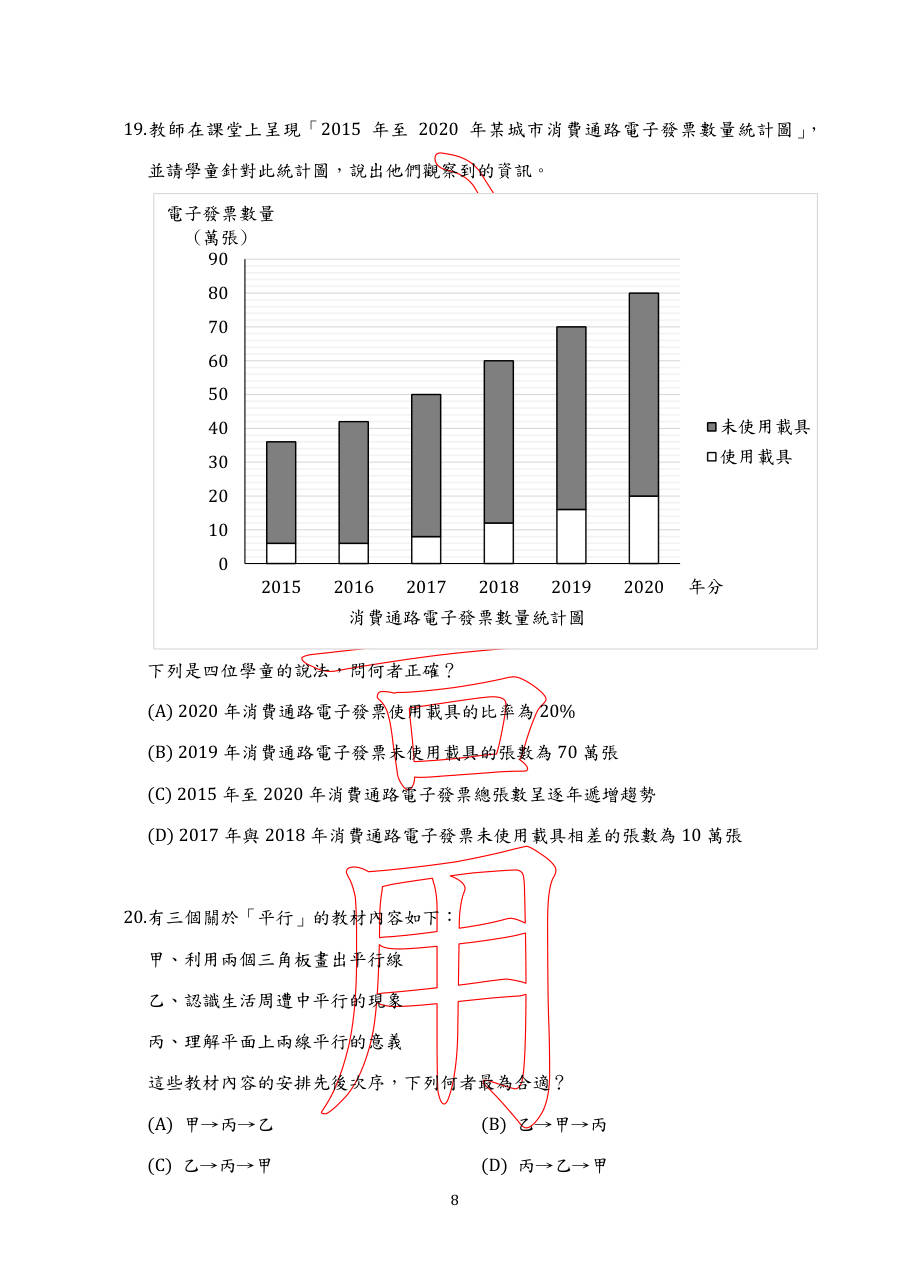 19.教師在課堂上呈現「2015 年至 2020 年某城市消費通路電子發票數量統計圖」，
並請學童針對此統計圖，說出他們觀察到的資訊。
電子發票數量
（萬張）
90
80
70
60
50
40
30
20
10
0
未使用載具
使用載具
2015 2016 2017 2018 2019 2020 年分
消費通路電子發票數量統計圖
下列是四位學童的說法，問何者正確？
(A) 2020 年消費通路電子發票使用載具的比率為 20%
(B) 2019 年消費通路電子發票未使用載具的張數為 70 萬張
(C) 2015 年至 2020 年消費通路電子發票總張數呈逐年遞增趨勢
(D) 2017 年與 2018 年消費通路電子發票未使用載具相差的張數為 10 萬張
20.有三個關於「平行」的教材內容如下：
甲、利用兩個三角板畫出平行線
乙、認識生活周遭中平行的現象
丙、理解平面上兩線平行的意義
這些教材內容的安排先後次序，下列何者最為合適？
(A) 甲→丙→乙 (B) 乙→甲→丙
(C) 乙→丙→甲 (D) 丙→乙→甲
8